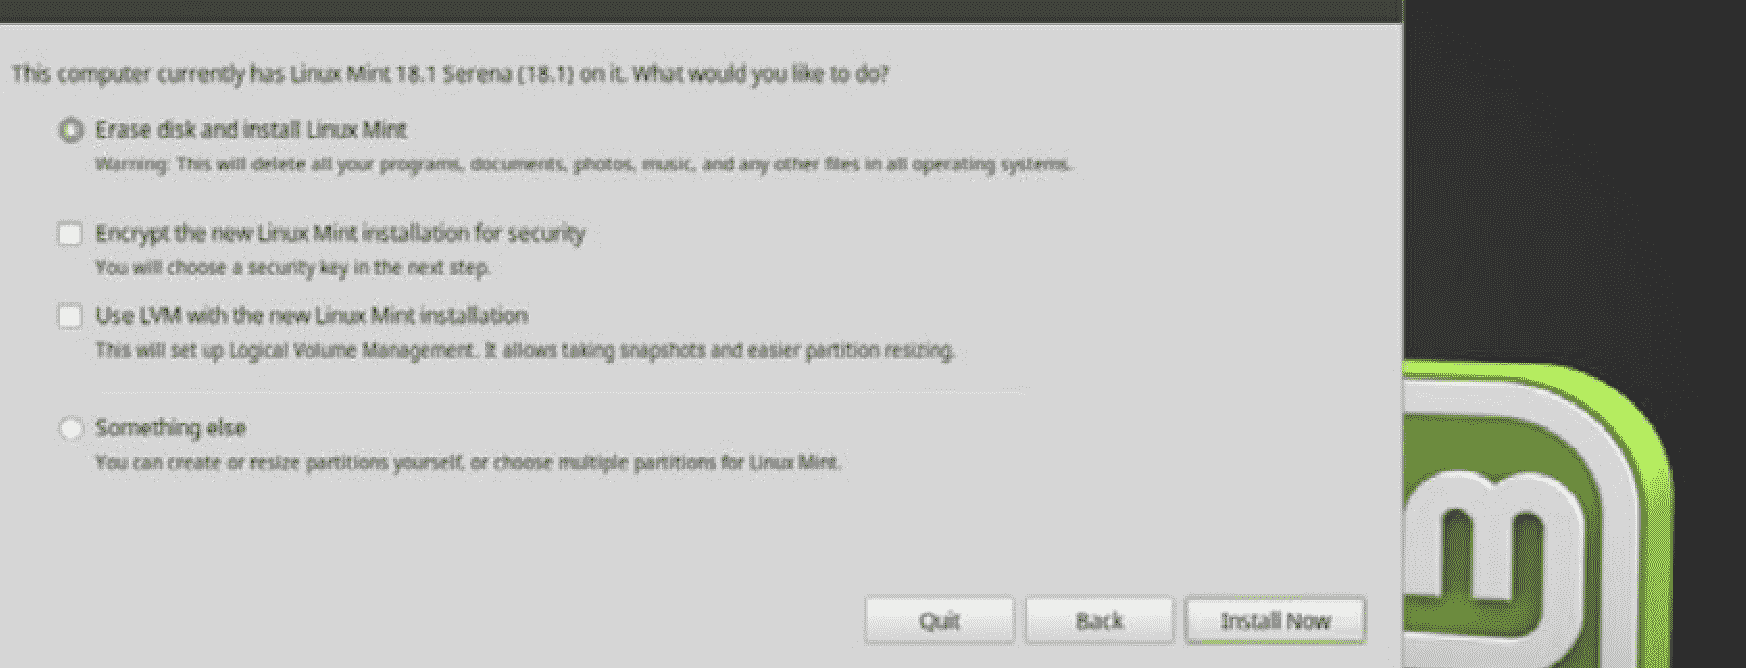 This computer currently has Linux Mint 18.1 Serena (18.1) on it. What would you like to do?
Erase disk and install Linux Mint
Warning: This will delete all your programs, documents, photos, music, and any other files in all operating systems.
Encrypt the new Linux Mint installation for security
You will choose a security key in the next step.
Use LVM with the new Linux Mint installation
This will set up Logical Volume Management. It allows taking snapshots and easier partition resizing.
Something else
You can create or resize partitions yourself, or choose multiple partitions for Linux Mint.
Quit Back Install Now